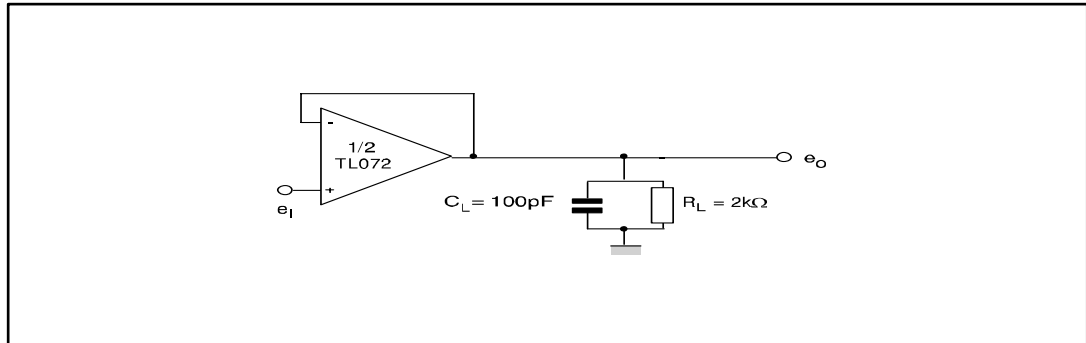 -
1/2
TL072
+
e_I
e_O
C_L= 100pF
R_L = 2kΩ